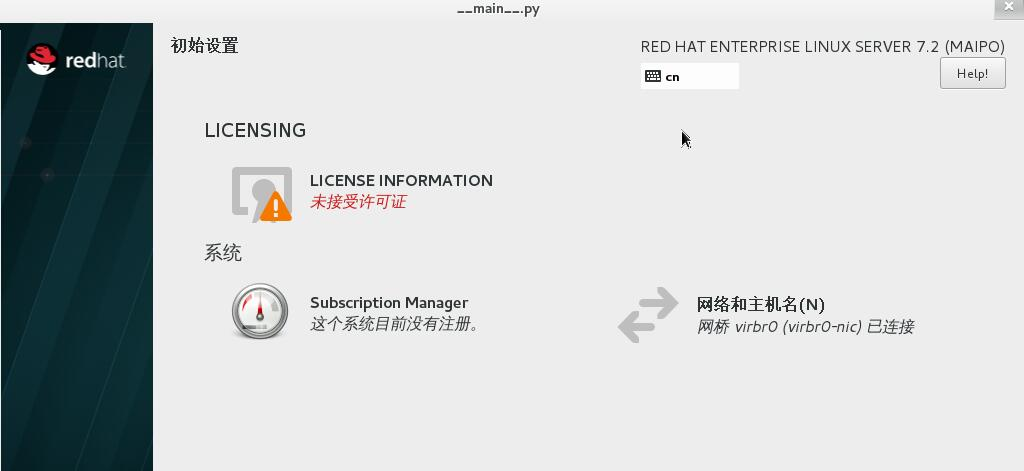 __main__.py
redhat.
初始设置
RED HAT ENTERPRISE LINUX SERVER 7.2 (MAIPO)
cn
Help!
LICENSING
LICENSE INFORMATION
未接受许可证
系统
Subscription Manager
这个系统目前没有注册。
网络和主机名(N)
网桥 virbr0 (virbr0-nic) 已连接